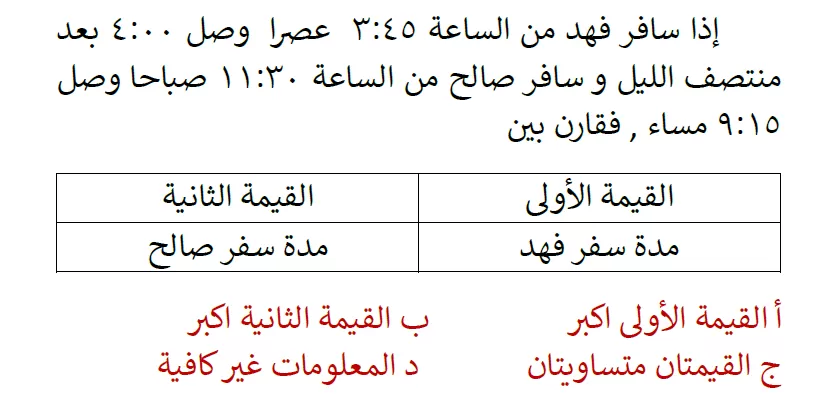 إذا سافر فهد من الساعة ٣:٤٥ عصرا وصل ٤:٠٠ بعد
منتصف الليل و سافر صالح من الساعة ١١:٣٠ صباحا وصل
٩:١٥ مساء , فقارن بين
القيمة الأولى القيمة الثانية
مدة سفر فهد مدة سفر صالح
أ القيمة الأولى اكبر ب القيمة الثانية اكبر
ج القيمتان متساويتان د المعلومات غير كافية